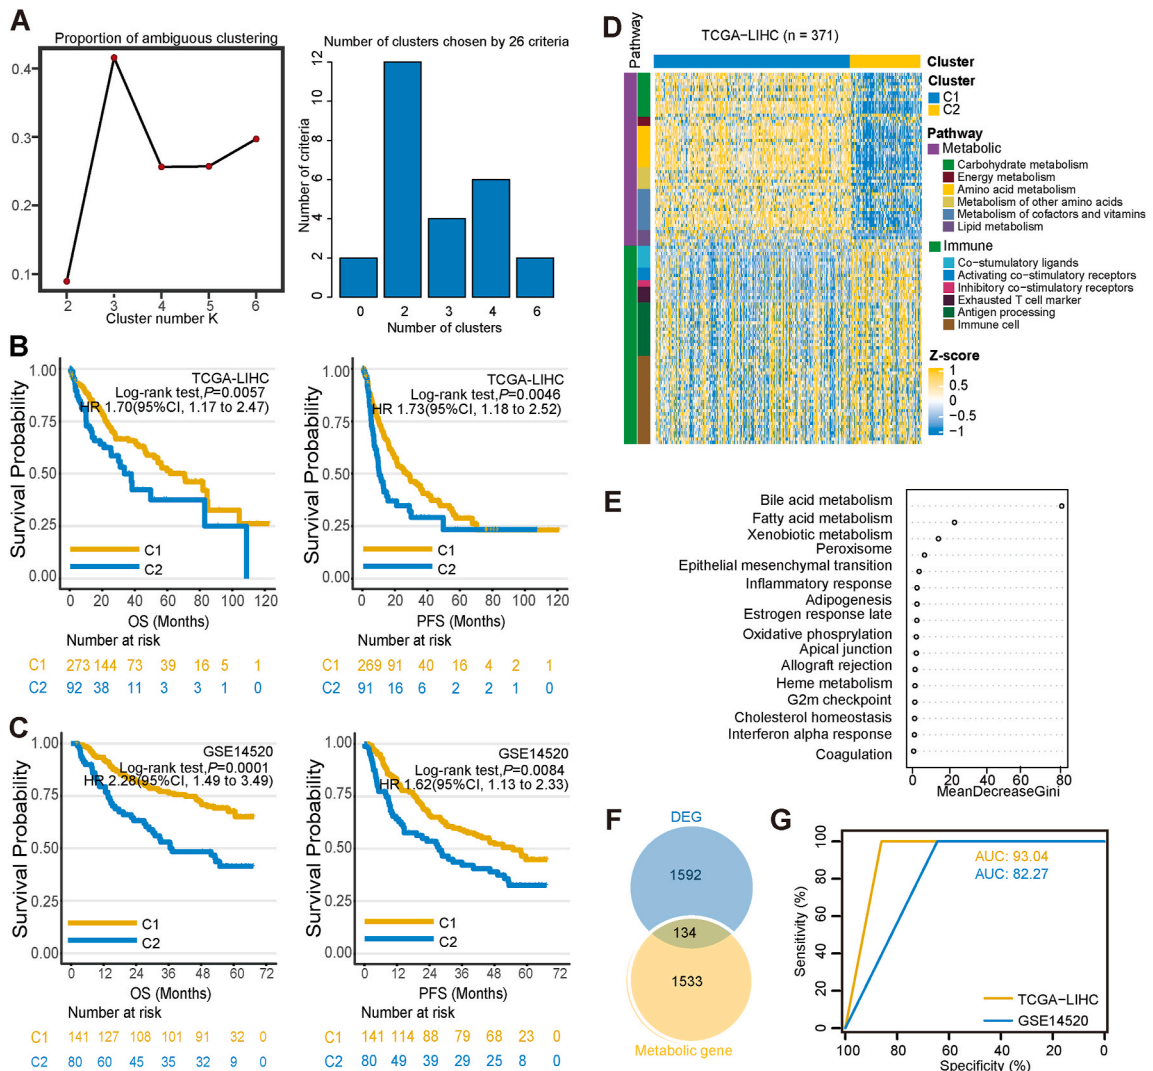 A
Proportion of ambiguous clustering
0.4
0.3
0.2
0.1
2 3 4 5 6
Cluster number K
Number of clusters chosen by 26 criteria
Number of criteria
12
10
8
6
4
2
0
0 2 3 4 6
Number of clusters
B
Survival Probability
1.00
0.75
0.50
0.25
0.00
TCGA-LIHC
Log-rank test,P=0.0057
HR 1.70(95%CI, 1.17 to 2.47)
C1
C2
0 20 40 60 80 100 120
OS (Months)
Number at risk
C1 273 144 73 39 16 5 1
C2 92 38 11 3 3 1 0
Survival Probability
1.00
0.75
0.50
0.25
0.00
TCGA-LIHC
Log-rank test,P=0.0046
HR 1.73(95%CI, 1.18 to 2.52)
C1
C2
0 20 40 60 80 100 120
PFS (Months)
Number at risk
C1 269 91 40 16 4 2 1
C2 91 16 6 2 2 1 0
C
Survival Probability
1.00
0.75
0.50
0.25
0.00
GSE14520
Log-rank test,P=0.0001
HR 2.28(95%CI, 1.49 to 3.49)
C1
C2
0 12 24 36 48 60 72
OS (Months)
Number at risk
C1 141 127 108 101 91 32 0
C2 80 60 45 35 32 9 0
Survival Probability
1.00
0.75
0.50
0.25
0.00
GSE14520
Log-rank test,P=0.0084
HR 1.62(95%CI, 1.13 to 2.33)
C1
C2
0 12 24 36 48 60 72
PFS (Months)
Number at risk
C1 141 114 88 79 68 23 0
C2 80 49 39 29 25 8 0
D
Pathway
TCGA−LIHC (n = 371)
Cluster
Cluster
C1
C2
Pathway
Metabolic
Carbohydrate metabolism
Energy metabolism
Amino acid metabolism
Metabolism of other amino acids
Metabolism of cofactors and vitamins
Lipid metabolism
Immune
Co−stumulatory ligands
Activating co−stimulatory receptors
Inhibitory co−stimulatory receptors
Exhausted T cell marker
Antigen processing
Immune cell
Z−score
1
0.5
0
−0.5
−1
E
Bile acid metabolism
Fatty acid metabolism
Xenobiotic metabolism
Peroxisome
Epithelial mesenchymal transition
Inflammatory response
Adipogenesis
Estrogen response late
Oxidative phosprylation
Apical junction
Allograft rejection
Heme metabolism
G2m checkpoint
Cholesterol homeostasis
Interferon alpha response
Coagulation
0 20 40 60 80
MeanDecreaseGini
F
DEG
1592
134
1533
Metabolic gene
G
Sensitivity (%)
100
80
60
40
20
0
AUC: 93.04
AUC: 82.27
TCGA−LIHC
GSE14520
100 80 60 40 20 0
Specificity (%)